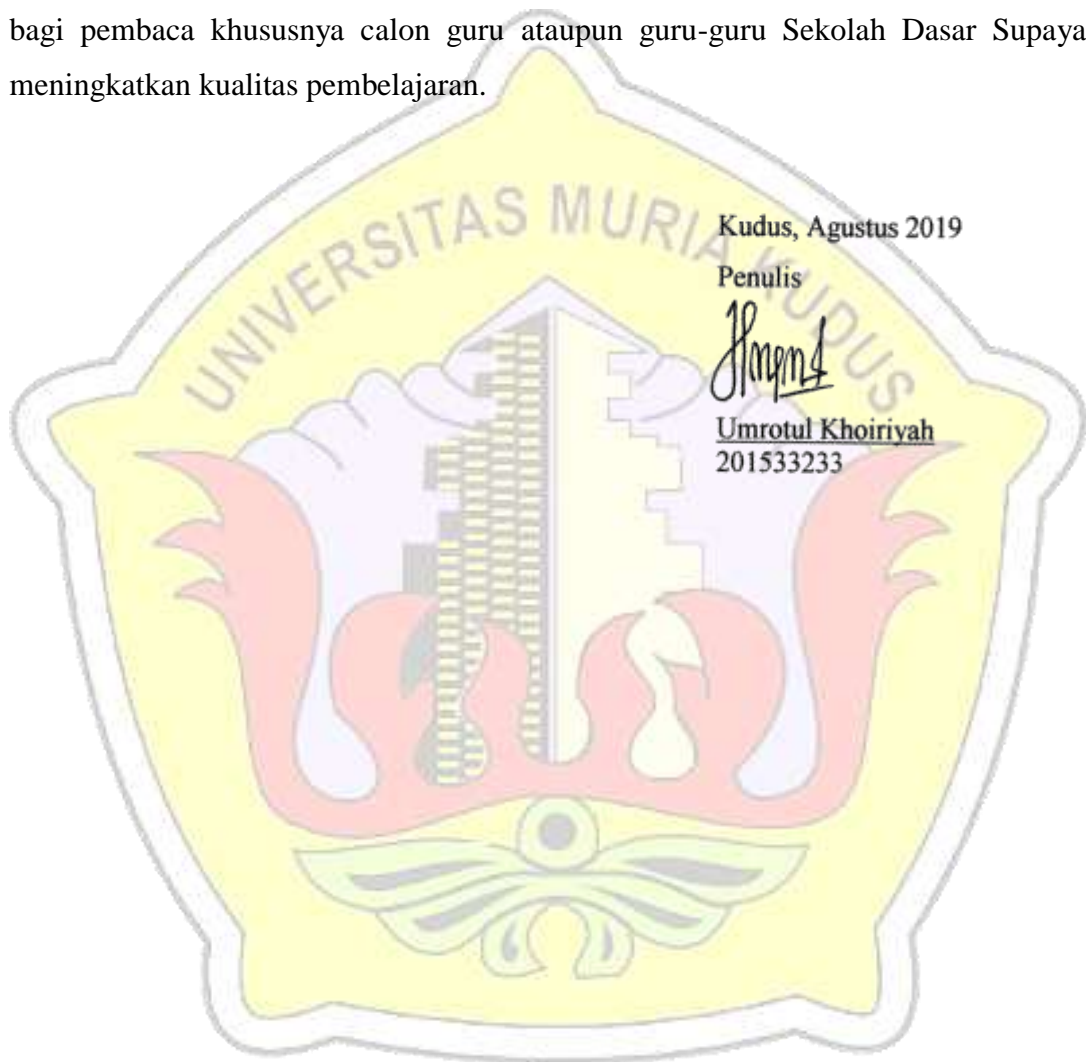 bagi pembaca khususnya calon guru ataupun guru-guru Sekolah Dasar Supaya
meningkatkan kualitas pembelajaran.
UNIVERSITAS MURIA KUDUS
Kudus, Agustus 2019
Penulis
Umrotul Khoiriyah
201533233